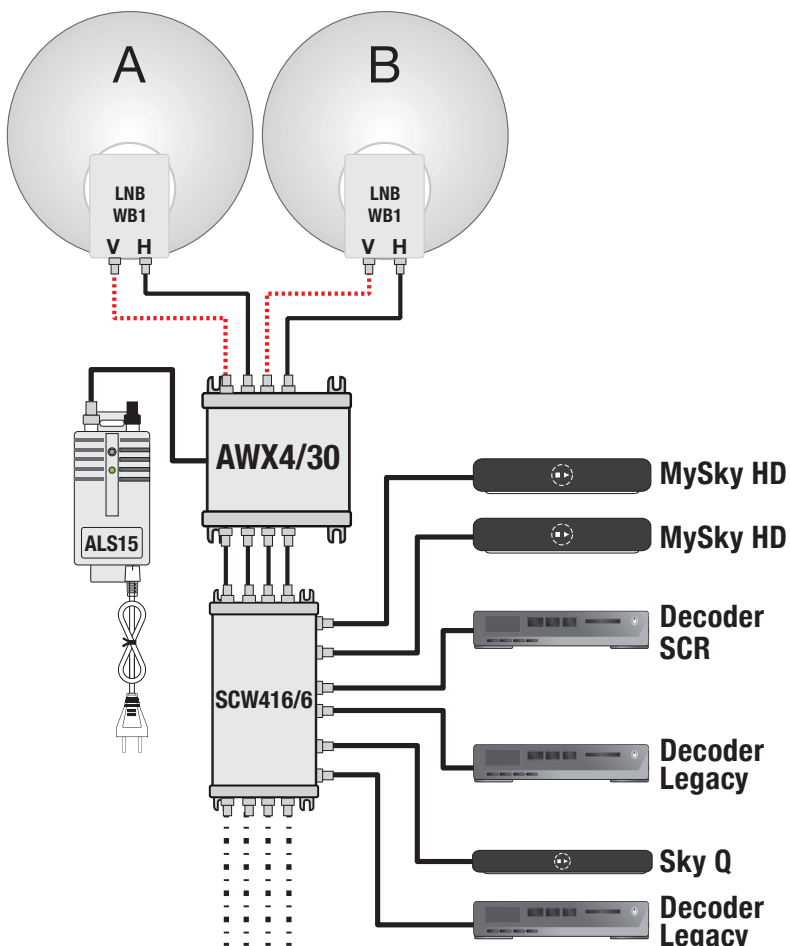 A
B
LNB
WB1
V H
LNB
WB1
V H
AWX4/30
ALS15
MySky HD
MySky HD
SCW416/6
Decoder
SCR
Decoder
Legacy
Sky Q
Decoder
Legacy